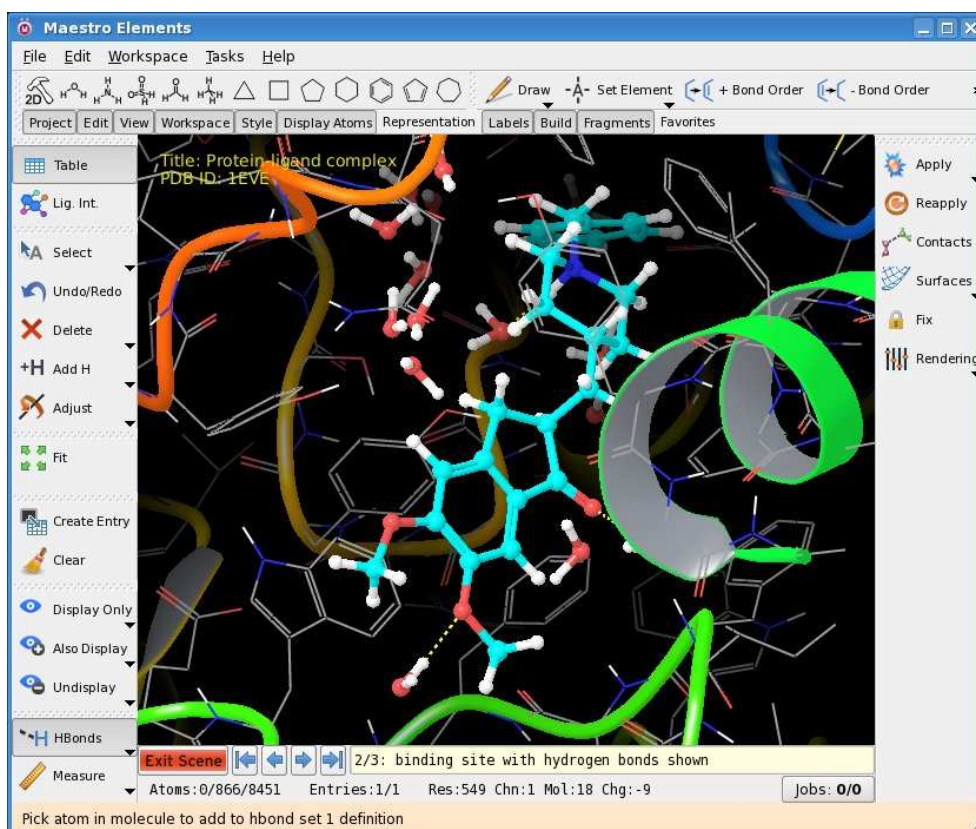 Maestro Elements
File Edit Workspace Tasks Help
2D Draw Set Element + Bond Order - Bond Order
Project Edit View Workspace Style Display Atoms Representation Labels Build Fragments Favorites
Table
Lig. Int.
Select
Undo/Redo
Delete
+H Add H
Adjust
Fit
Create Entry
Clear
Display Only
Also Display
Undisplay
H HBonds
Measure
Title: Protein-ligand complex
PDB ID: 1EVE
Apply
Reapply
Contacts
Surfaces
Fix
Rendering
Exit Scene 2/3: binding site with hydrogen bonds shown
Atoms:0/866/8451 Entries:1/1 Res:549 Chn:1 Mol:18 Chg:-9 Jobs: 0/0
Pick atom in molecule to add to hbond set 1 definition